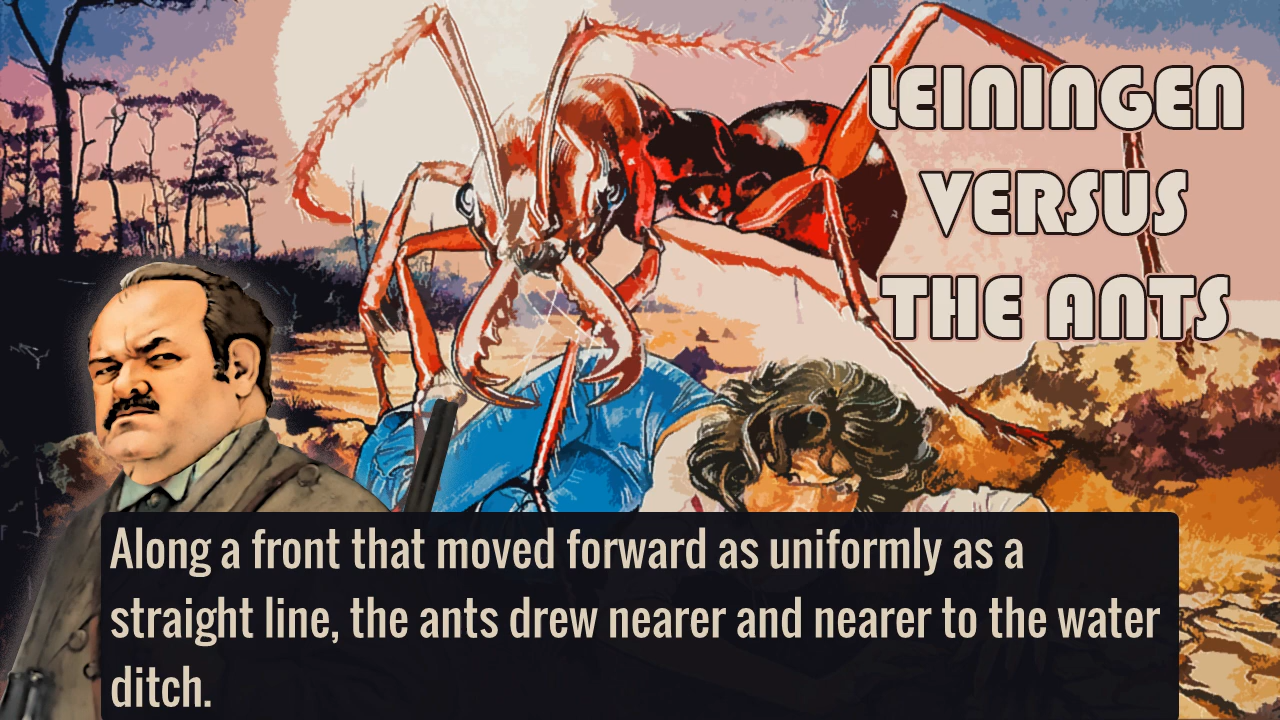 LEININGEN
VERSUS
THE ANTS
Along a front that moved forward as uniformly as a
straight line, the ants drew nearer and nearer to the water
ditch.